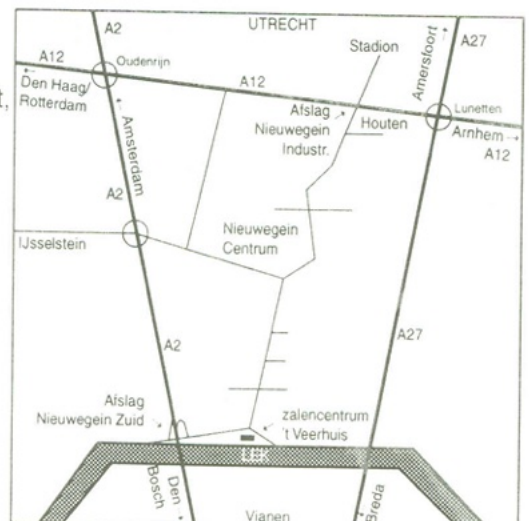 A2
UTRECHT
A27
Stadion
Amersfoort
A12
Oudenrijn
A12
Den Haag/
Rotterdam
t,
Afslag
Nieuwegein
Industr.
Houten
Lunetten
Arnhem
A12
Amsterdam
A2
IJsselstein
Nieuwegein
Centrum
A2
A27
Afslag
Nieuwegein Zuid
zalencentrum
't Veerhuis
LEK
Den
Bosch
Vianen
Breda